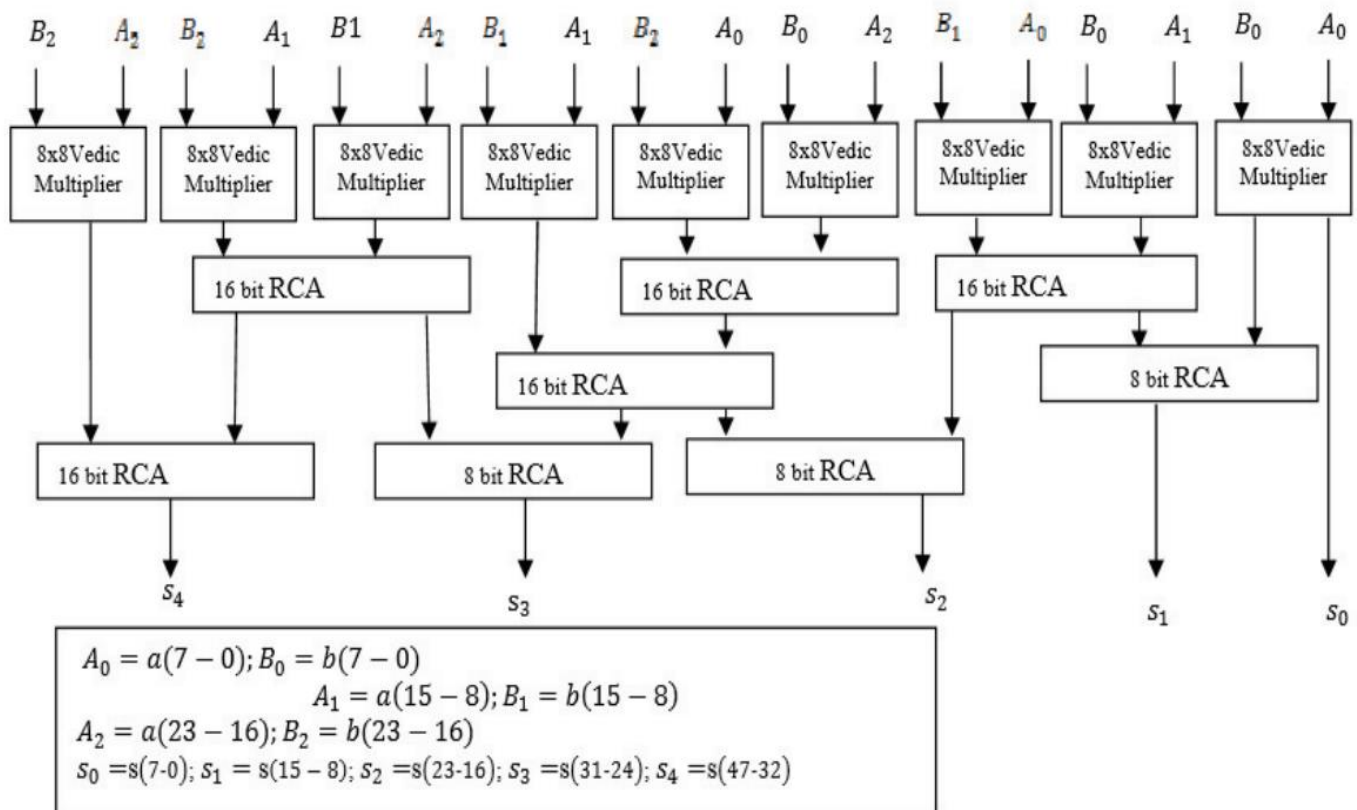 B₂ A₂ B₂ A₁ B1 A₂ B₁ A₁ B₂ A₀ B₀ A₂ B₁ A₀ B₀ A₁ B₀ A₀
8x8Vedic 8x8Vedic 8x8Vedic 8x8Vedic 8x8Vedic 8x8Vedic 8x8Vedic 8x8Vedic 8x8Vedic
Multiplier Multiplier Multiplier Multiplier Multiplier Multiplier Multiplier Multiplier Multiplier
16 bit RCA 16 bit RCA 16 bit RCA
16 bit RCA 8 bit RCA
16 bit RCA 8 bit RCA 8 bit RCA
s₄ s₃ s₂ s₁ s₀
A₀ = a(7 − 0); B₀ = b(7 − 0)
A₁ = a(15 − 8); B₁ = b(15 − 8)
A₂ = a(23 − 16); B₂ = b(23 − 16)
s₀ =s(7-0); s₁ = s(15 − 8); s₂ =s(23-16); s₃ =s(31-24); s₄ =s(47-32)